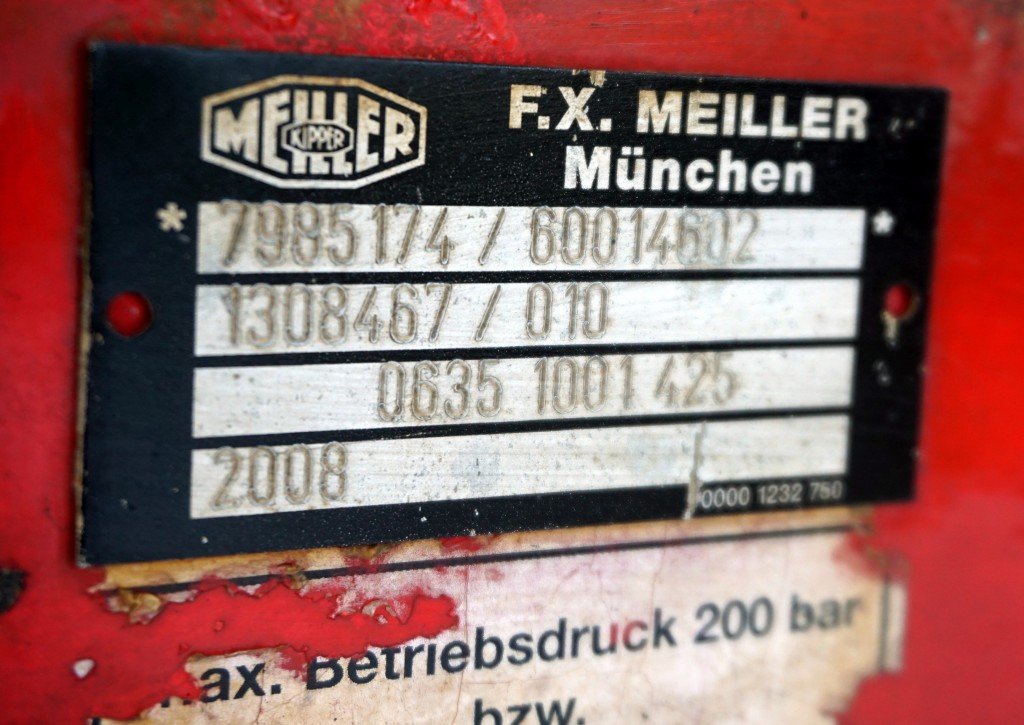 MEILLER
KIPPER
F.X. MEILLER
München
* 7985174 / 60014602 *
1308467 / 010
0635 1001 425
2008
0000 1232 750
ax. Betriebsdruck 200 bar
bzw.